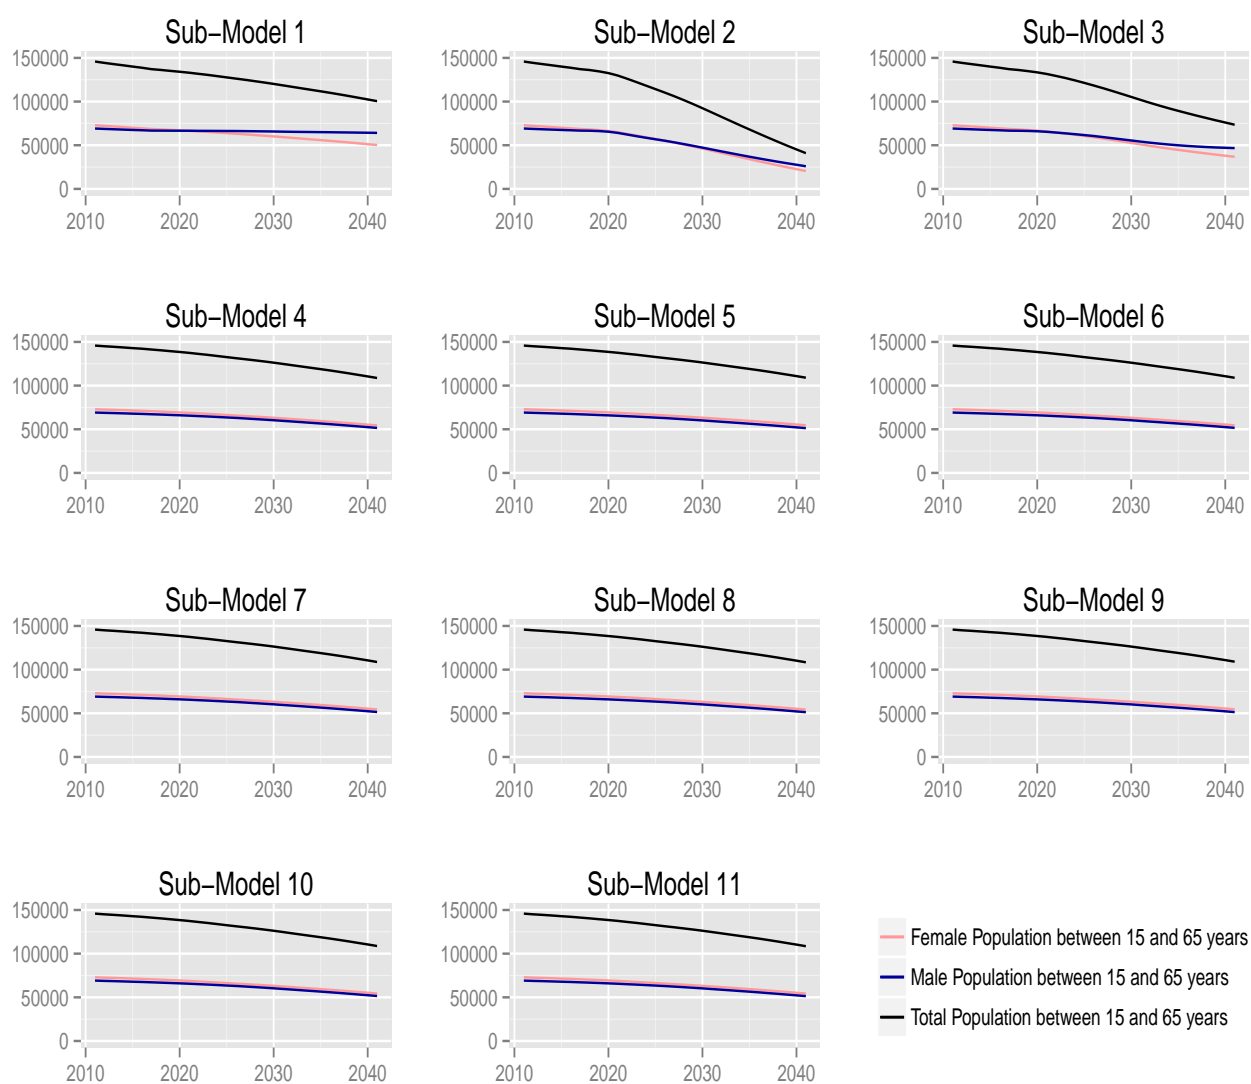 Sub−Model 1
Sub−Model 2
Sub−Model 3
150000
100000
50000
0
2010 2020 2030 2040
150000
100000
50000
0
2010 2020 2030 2040
150000
100000
50000
0
2010 2020 2030 2040
Sub−Model 4
Sub−Model 5
Sub−Model 6
150000
100000
50000
0
2010 2020 2030 2040
150000
100000
50000
0
2010 2020 2030 2040
150000
100000
50000
0
2010 2020 2030 2040
Sub−Model 7
Sub−Model 8
Sub−Model 9
150000
100000
50000
0
2010 2020 2030 2040
150000
100000
50000
0
2010 2020 2030 2040
150000
100000
50000
0
2010 2020 2030 2040
Sub−Model 10
Sub−Model 11
150000
100000
50000
0
2010 2020 2030 2040
150000
100000
50000
0
2010 2020 2030 2040
Female Population between 15 and 65 years
Male Population between 15 and 65 years
Total Population between 15 and 65 years